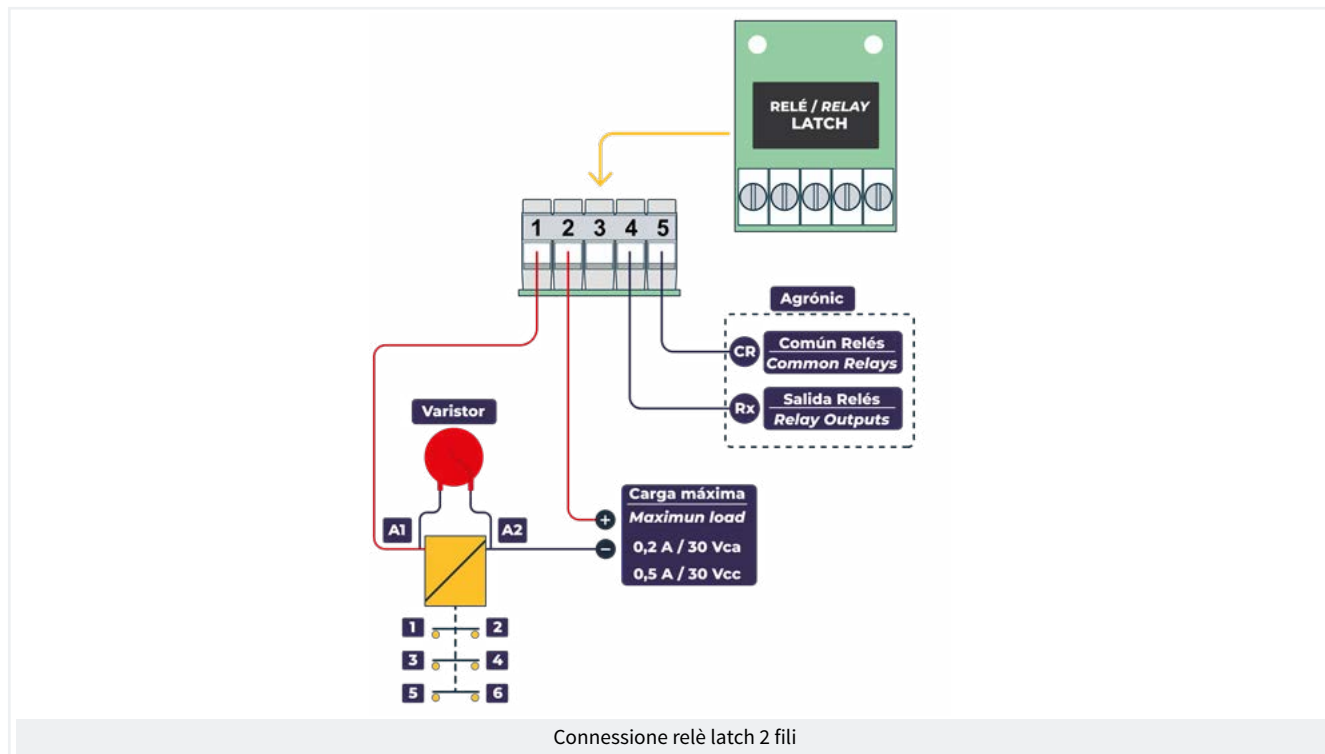 RELÉ / RELAY
LATCH
1 2 3 4 5
Agrónic
CR
Común Relés
Common Relays
Rx
Salida Relés
Relay Outputs
Varistor
A1
A2
+
−
Carga máxima
Maximun load
0,2 A / 30 Vca
0,5 A / 30 Vcc
1 2
3 4
5 6
Connessione relè latch 2 fili